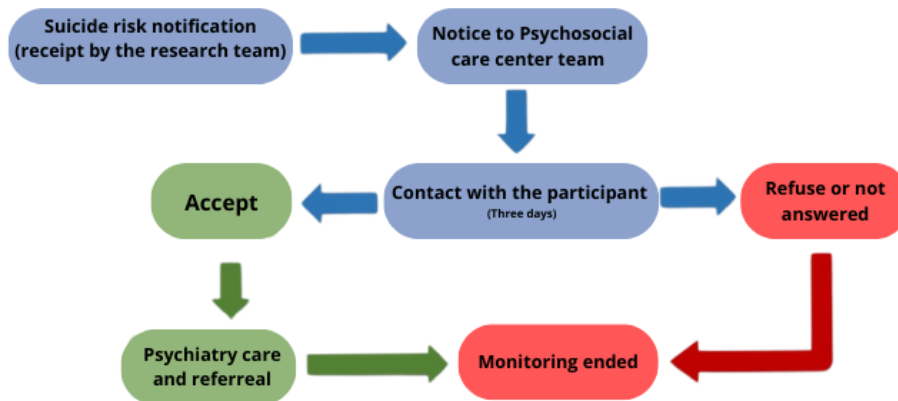 Suicide risk notification
(receipt by the research team)
Notice to Psychosocial
care center team
Accept
Contact with the participant
(Three days)
Refuse or not
answered
Psychiatry care
and referreal
Monitoring ended